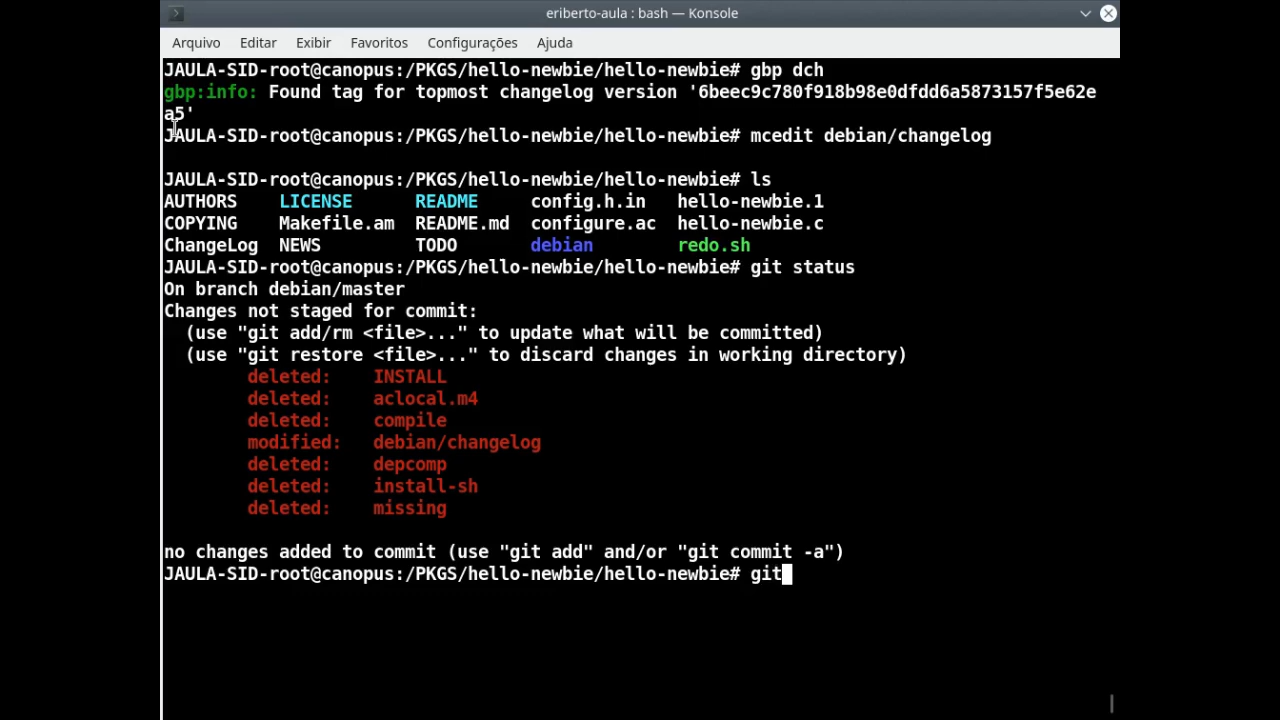 eriberto-aula : bash — Konsole
Arquivo Editar Exibir Favoritos Configurações Ajuda
JAULA-SID-root@canopus:/PKGS/hello-newbie/hello-newbie# gbp dch
gbp:info: Found tag for topmost changelog version '6beec9c780f918b98e0dfdd6a5873157f5e62e
a5'
JAULA-SID-root@canopus:/PKGS/hello-newbie/hello-newbie# mcedit debian/changelog
JAULA-SID-root@canopus:/PKGS/hello-newbie/hello-newbie# ls
AUTHORS LICENSE README config.h.in hello-newbie.1
COPYING Makefile.am README.md configure.ac hello-newbie.c
ChangeLog NEWS TODO debian redo.sh
JAULA-SID-root@canopus:/PKGS/hello-newbie/hello-newbie# git status
On branch debian/master
Changes not staged for commit:
(use "git add/rm <file>..." to update what will be committed)
(use "git restore <file>..." to discard changes in working directory)
deleted: INSTALL
deleted: aclocal.m4
deleted: compile
modified: debian/changelog
deleted: depcomp
deleted: install-sh
deleted: missing
no changes added to commit (use "git add" and/or "git commit -a")
JAULA-SID-root@canopus:/PKGS/hello-newbie/hello-newbie# git